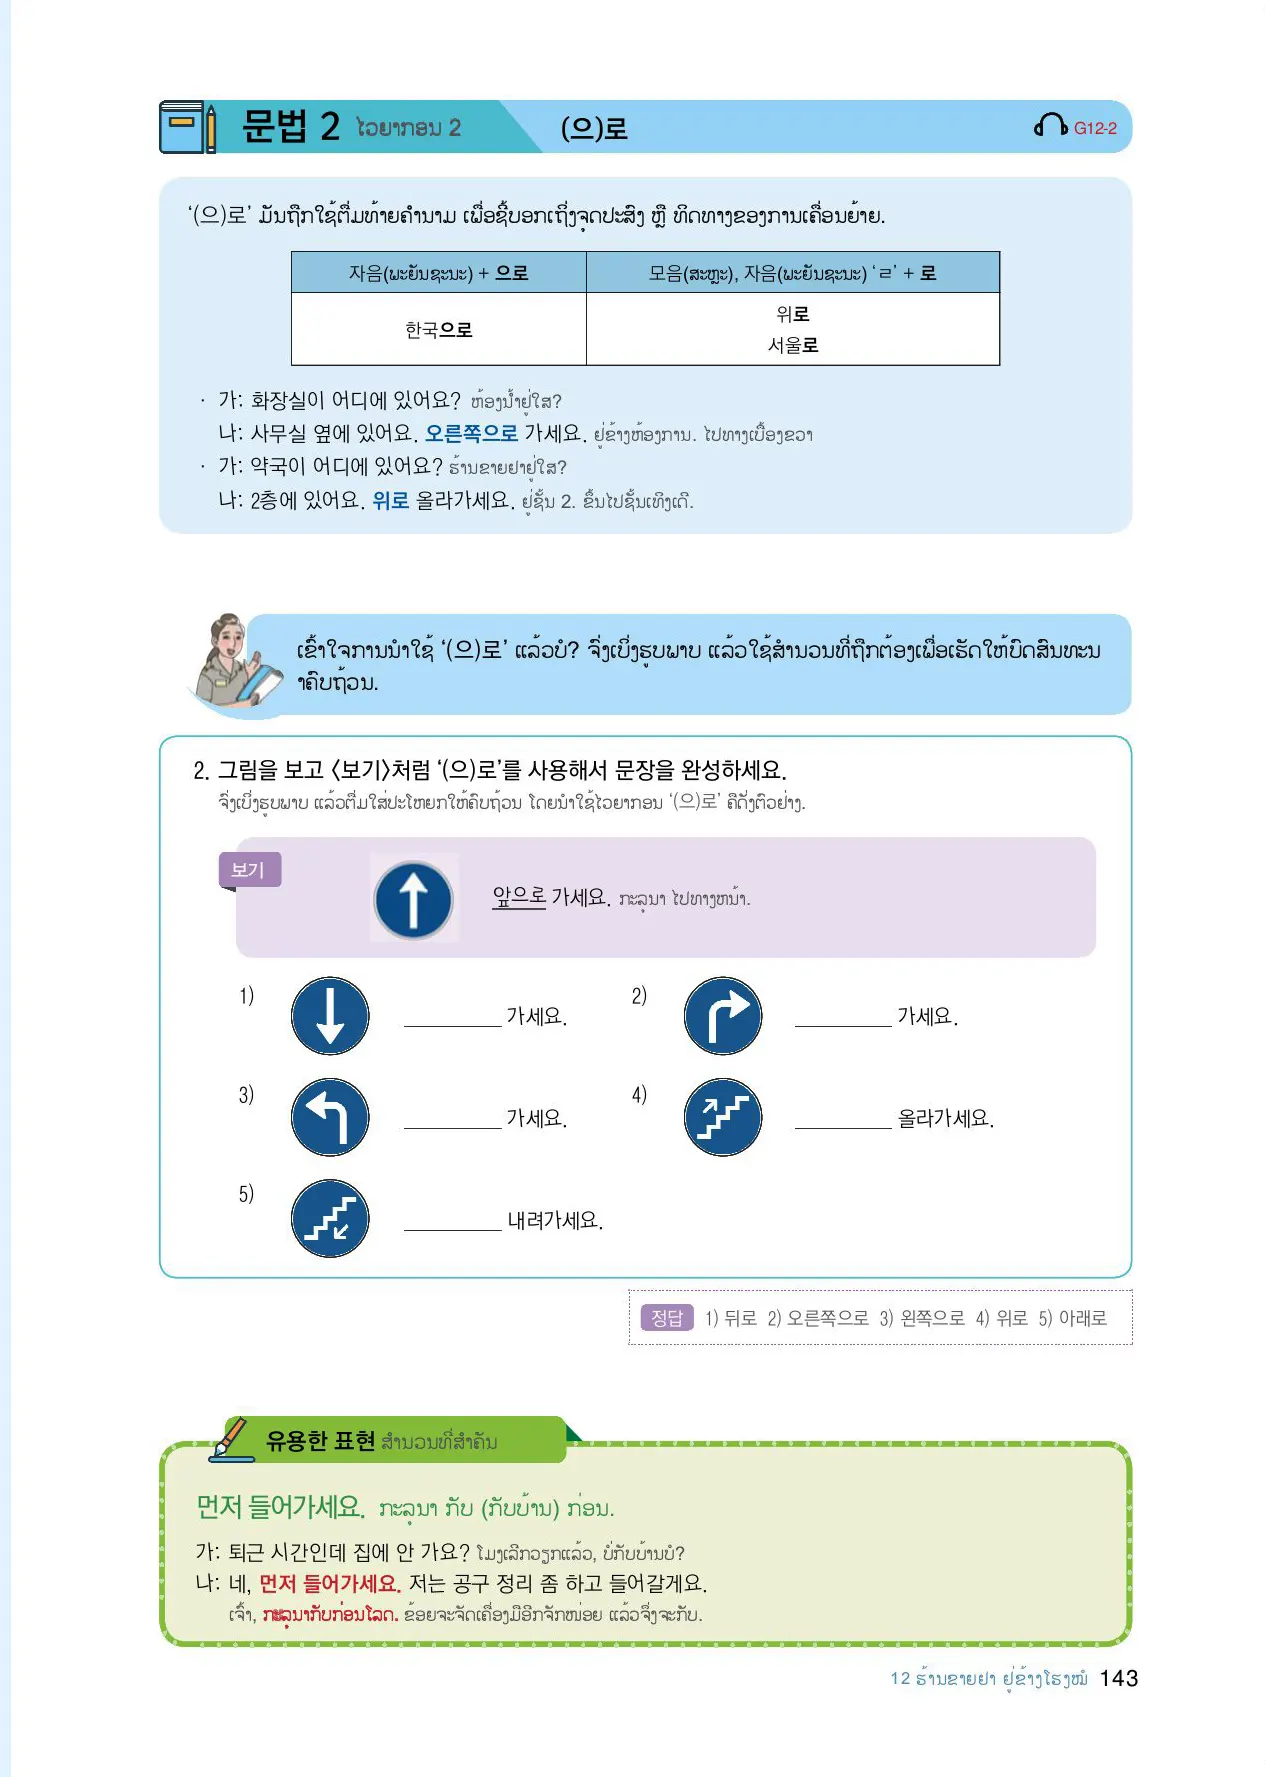 문법 2 ໄວຍາກອນ 2 (으)로 G12-2
‘(으)로’ ມັນຖືກໃຊ້ຕື່ມທ້າຍຄຳນາມ ເພື່ອຊີ້ບອກເຖິ່ງຈຸດປະສົງ ຫຼື ທິດທາງຂອງການເຄື່ອນຍ້າຍ.
자음(ພະຍັນຊະນະ) + 으로 모음(ສະຫຼະ), 자음(ພະຍັນຊະນະ) ‘ㄹ’ + 로
한국으로
위로
서울로
· 가: 화장실이 어디에 있어요? ຫ້ອງນ້ຳຢູ່ໃສ?
나: 사무실 옆에 있어요. 오른쪽으로 가세요. ຢູ່ຂ້າງຫ້ອງການ. ໄປທາງເບື້ອງຂວາ
· 가: 약국이 어디에 있어요? ຮ້ານຂາຍຢາຢູ່ໃສ?
나: 2층에 있어요. 위로 올라가세요. ຢູ່ຊັ້ນ 2. ຂຶ້ນໄປຊັ້ນເທິງເດີ.
ເຂົ້າໃຈການນຳໃຊ້ ‘(으)로’ ແລ້ວບໍ? ຈົ່ງເບິ່ງຮູບພາບ ແລ້ວໃຊ້ສຳນວນທີ່ຖືກຕ້ອງເພື່ອເຮັດໃຫ້ບົດສົນທະນ
າຄົບຖ້ວນ.
2. 그림을 보고 〈보기〉처럼 ‘(으)로’를 사용해서 문장을 완성하세요.
ຈົ່ງເບິ່ງຮູບພາບ ແລ້ວຕື່ມໃສ່ປະໂຫຍກໃຫ້ຄົບຖ້ວນ ໂດຍນຳໃຊ້ໄວຍາກອນ ‘(으)로’ ຄືດັ່ງຕົວຢ່າງ.
보기
앞으로 가세요. ກະລຸນາ ໄປທາງຫນ້າ.
1) ________ 가세요. 2) ________ 가세요.
3) ________ 가세요. 4) ________ 올라가세요.
5) ________ 내려가세요.
정답 1) 뒤로 2) 오른쪽으로 3) 왼쪽으로 4) 위로 5) 아래로
유용한 표현 ສຳນວນທີ່ສຳຄັນ
먼저 들어가세요. ກະລຸນາ ກັບ (ກັບບ້ານ) ກ່ອນ.
가: 퇴근 시간인데 집에 안 가요? ໂມງເລີກວຽກແລ້ວ, ບໍ່ກັບບ້ານບໍ?
나: 네, 먼저 들어가세요. 저는 공구 정리 좀 하고 들어갈게요.
ເຈົ້າ, ກະລຸນາກັບກ່ອນໂລດ. ຂ້ອຍຈະຈັດເຄື່ອງມືອີກຈັກໜ່ອຍ ແລ້ວຈຶ່ງຈະກັບ.
12 ຮ້ານຂາຍຢາ ຢູ່ຂ້າງໂຮງໝໍ 143